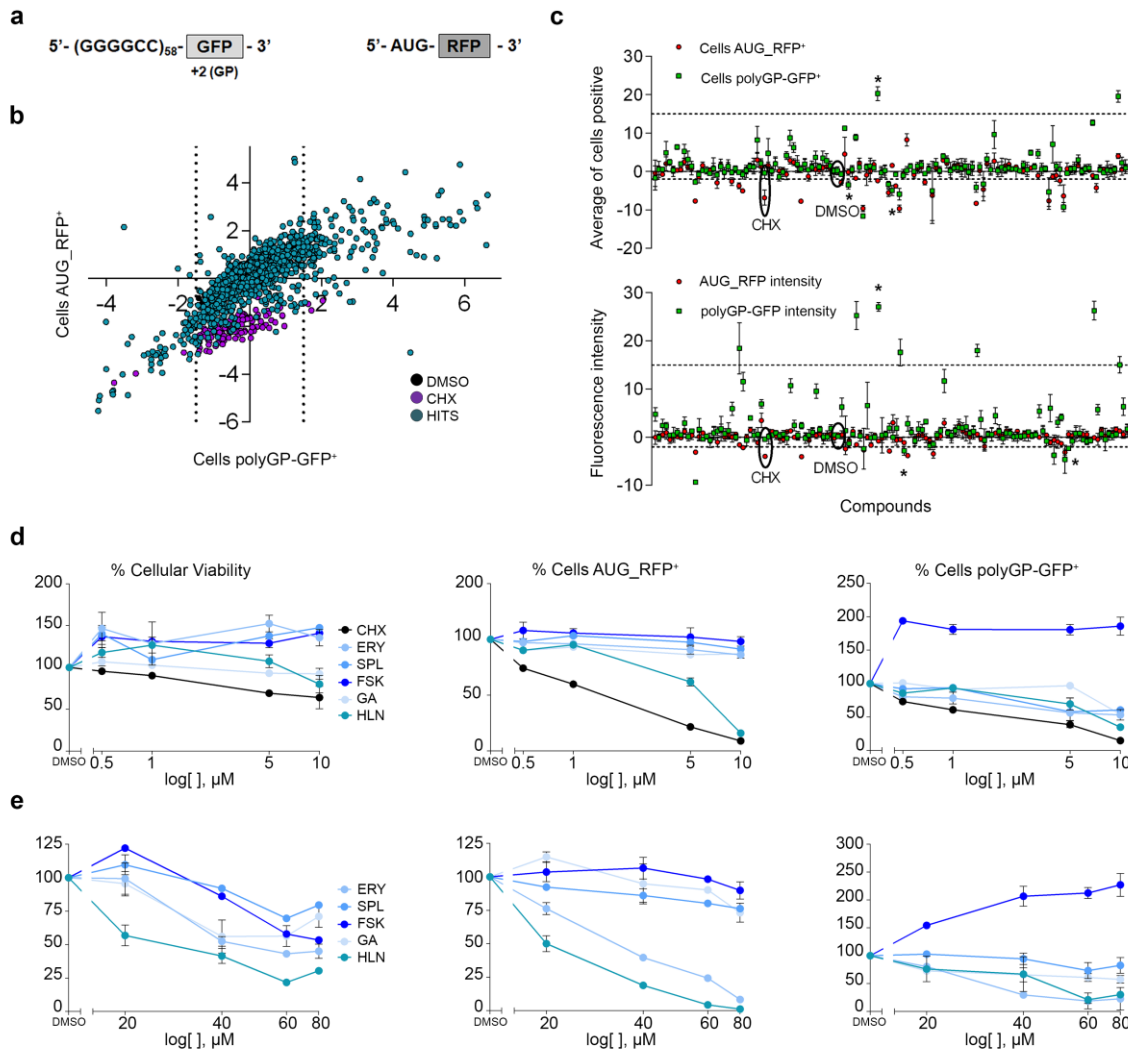 a
5'- (GGGGCC)58- GFP - 3'
+2 (GP)
5'- AUG- RFP - 3'
b
Cells AUG_RFP+
4
2
-4
-2
2
4
6
-4
-6
DMSO
CHX
HITS
Cells polyGP-GFP+
c
Cells AUG_RFP+
Cells polyGP-GFP+
Average of cells positive
30
20
10
0
-10
-20
*
*
*
CHX
DMSO
AUG_RFP intensity
polyGP-GFP intensity
Fluorescence intensity
30
20
10
0
-10
*
*
*
CHX
DMSO
Compounds
d
% Cellular Viability
200
150
100
50
0
DMSO
0.5
1
5
10
log[ ], µM
CHX
ERY
SPL
FSK
GA
HLN
% Cells AUG_RFP+
200
100
50
0
DMSO
0.5
1
5
10
log[ ], µM
% Cells polyGP-GFP+
250
200
150
100
50
0
DMSO
0.5
1
5
10
log[ ], µM
e
125
100
75
50
25
0
DMSO
20
40
60
80
log[ ], µM
ERY
SPL
FSK
GA
HLN
125
100
75
50
25
0
DMSO
20
40
60
80
log[ ], µM
300
250
200
150
100
50
0
DMSO
20
40
60
80
log[ ], µM